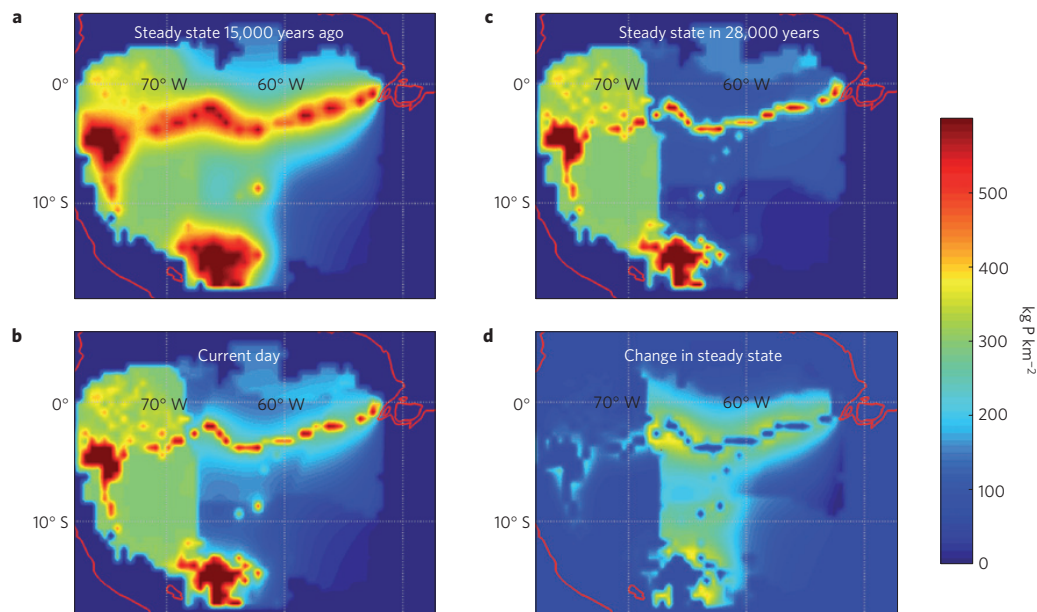 a
Steady state 15,000 years ago
0°
70° W
60° W
10° S
c
Steady state in 28,000 years
0°
70° W
60° W
10° S
b
Current day
0°
70° W
60° W
10° S
d
Change in steady state
0°
70° W
60° W
10° S
500
400
300
200
100
0
kg P km⁻²